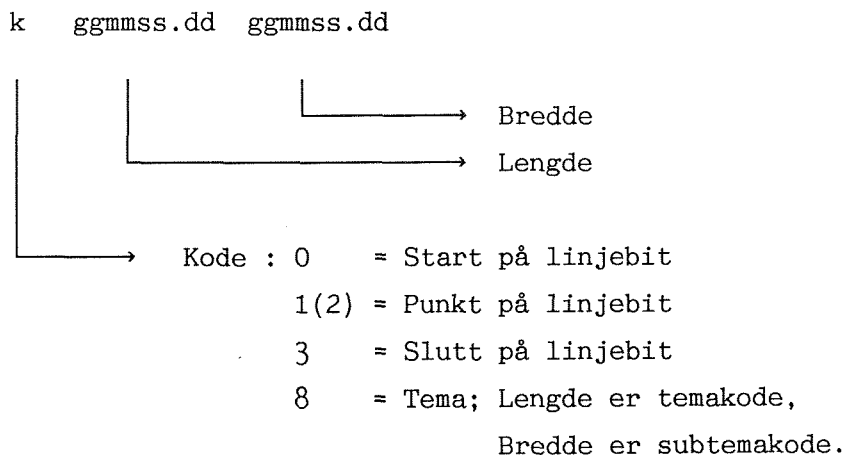 k ggmmss.dd ggmmss.dd
Bredde
Lengde
Kode : 0 = Start på linjebit
1(2) = Punkt på linjebit
3 = Slutt på linjebit
8 = Tema; Lengde er temakode,
Bredde er subtemakode.